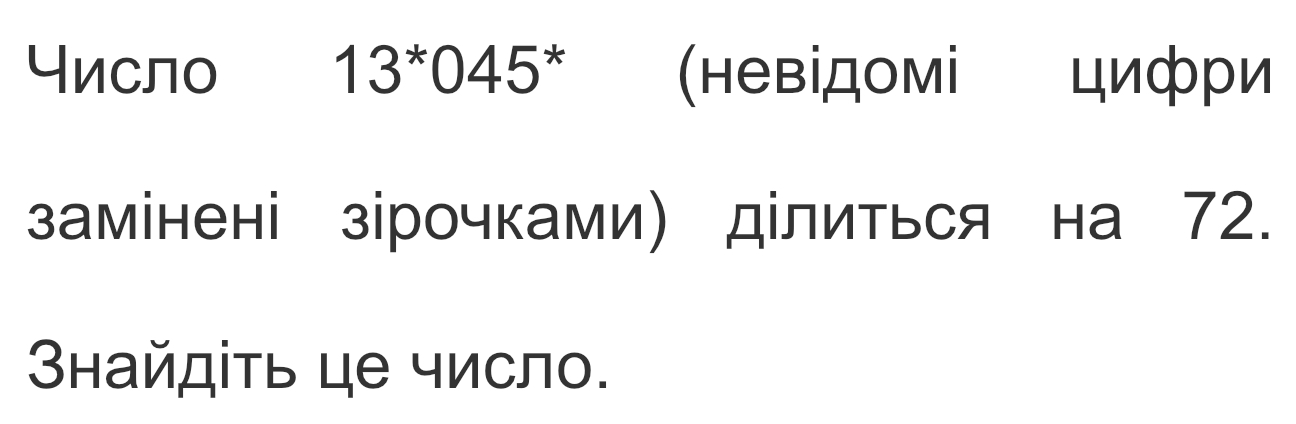 Число 13*045* (невідомі цифри
замінені зірочками) ділиться на 72.
Знайдіть це число.